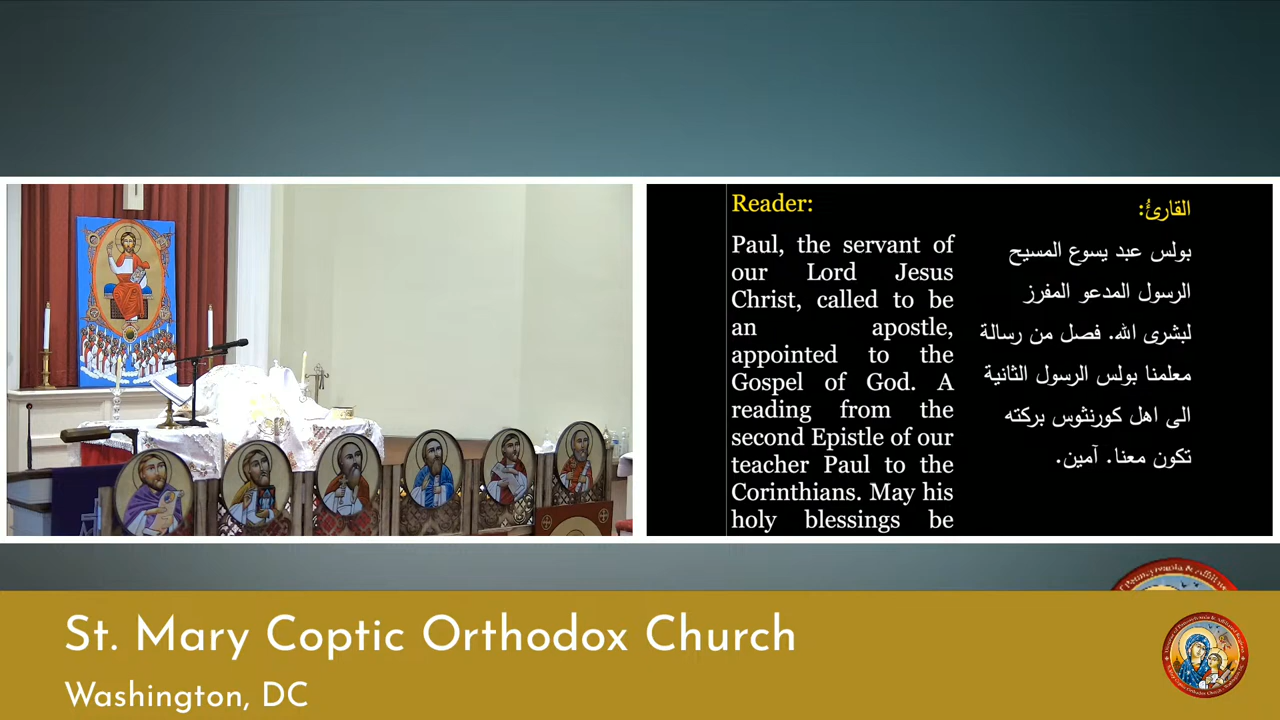 Reader:
Paul, the servant of
our Lord Jesus
Christ, called to be
an apostle,
appointed to the
Gospel of God. A
reading from the
second Epistle of our
teacher Paul to the
Corinthians. May his
holy blessings be
القارئُ:
بولس عبد يسوع المسيح
الرسول المدعو المفرز
لبشرى الله. فصل من رسالة
معلمنا بولس الرسول الثانية
الى اهل كورنثوس بركته
تكون معنا. آمين.
Pennsylvania & Affiliated
St. Mary Coptic Orthodox Church
Washington, DC